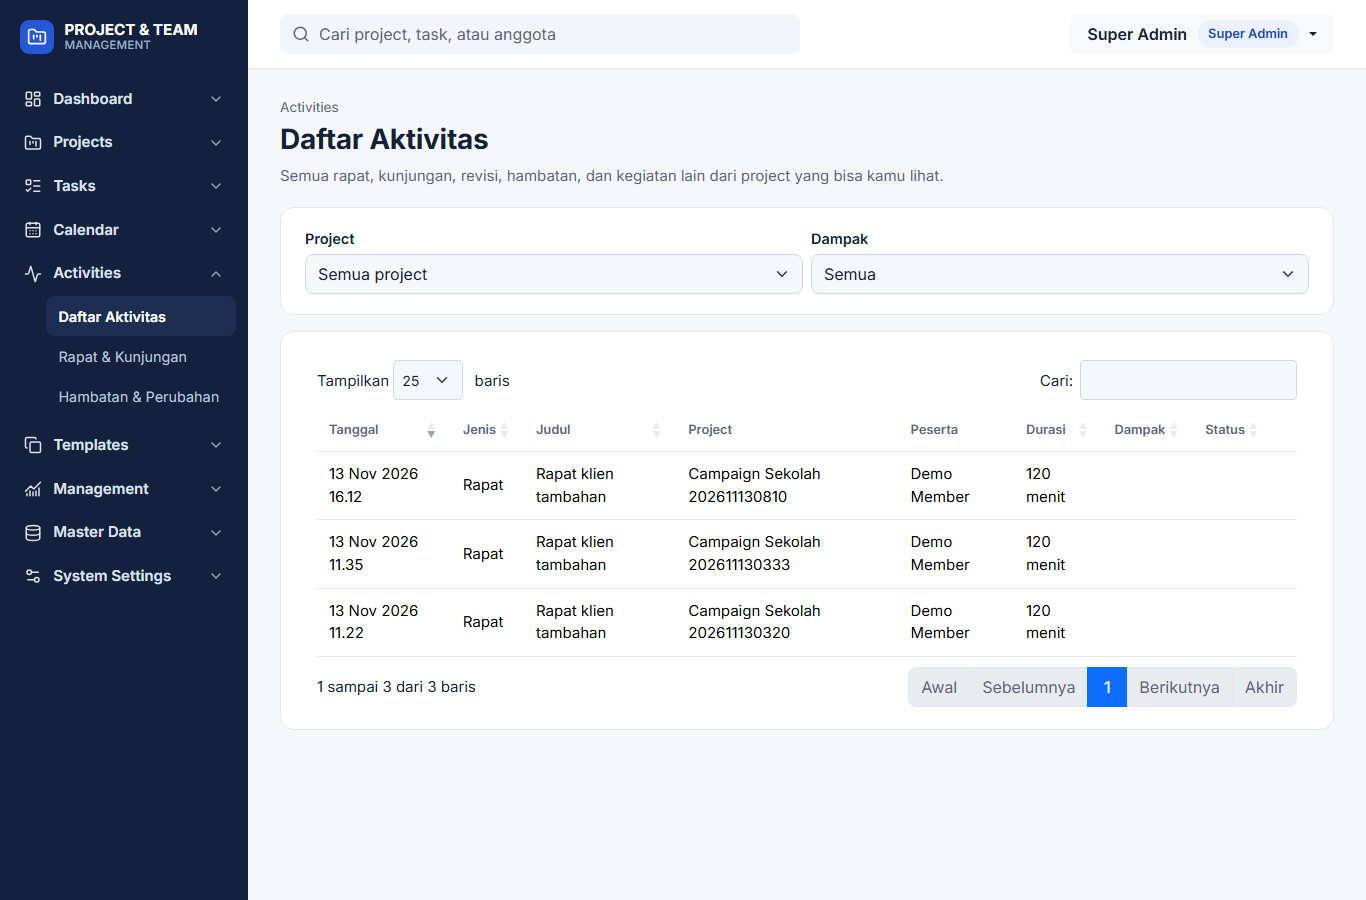 PROJECT & TEAM
MANAGEMENT
Cari project, task, atau anggota
Super Admin
Super Admin
Dashboard
Projects
Tasks
Calendar
Activities
Daftar Aktivitas
Rapat & Kunjungan
Hambatan & Perubahan
Templates
Management
Master Data
System Settings
Activities
Daftar Aktivitas
Semua rapat, kunjungan, revisi, hambatan, dan kegiatan lain dari project yang bisa kamu lihat.
Project
Dampak
Semua project
Semua
Tampilkan 25 baris
Cari:
Tanggal Jenis Judul Project Peserta Durasi Dampak Status
13 Nov 2026 16.12 Rapat Rapat klien tambahan Campaign Sekolah 202611130810 Demo Member 120 menit
13 Nov 2026 11.35 Rapat Rapat klien tambahan Campaign Sekolah 202611130333 Demo Member 120 menit
13 Nov 2026 11.22 Rapat Rapat klien tambahan Campaign Sekolah 202611130320 Demo Member 120 menit
1 sampai 3 dari 3 baris
Awal Sebelumnya 1 Berikutnya Akhir